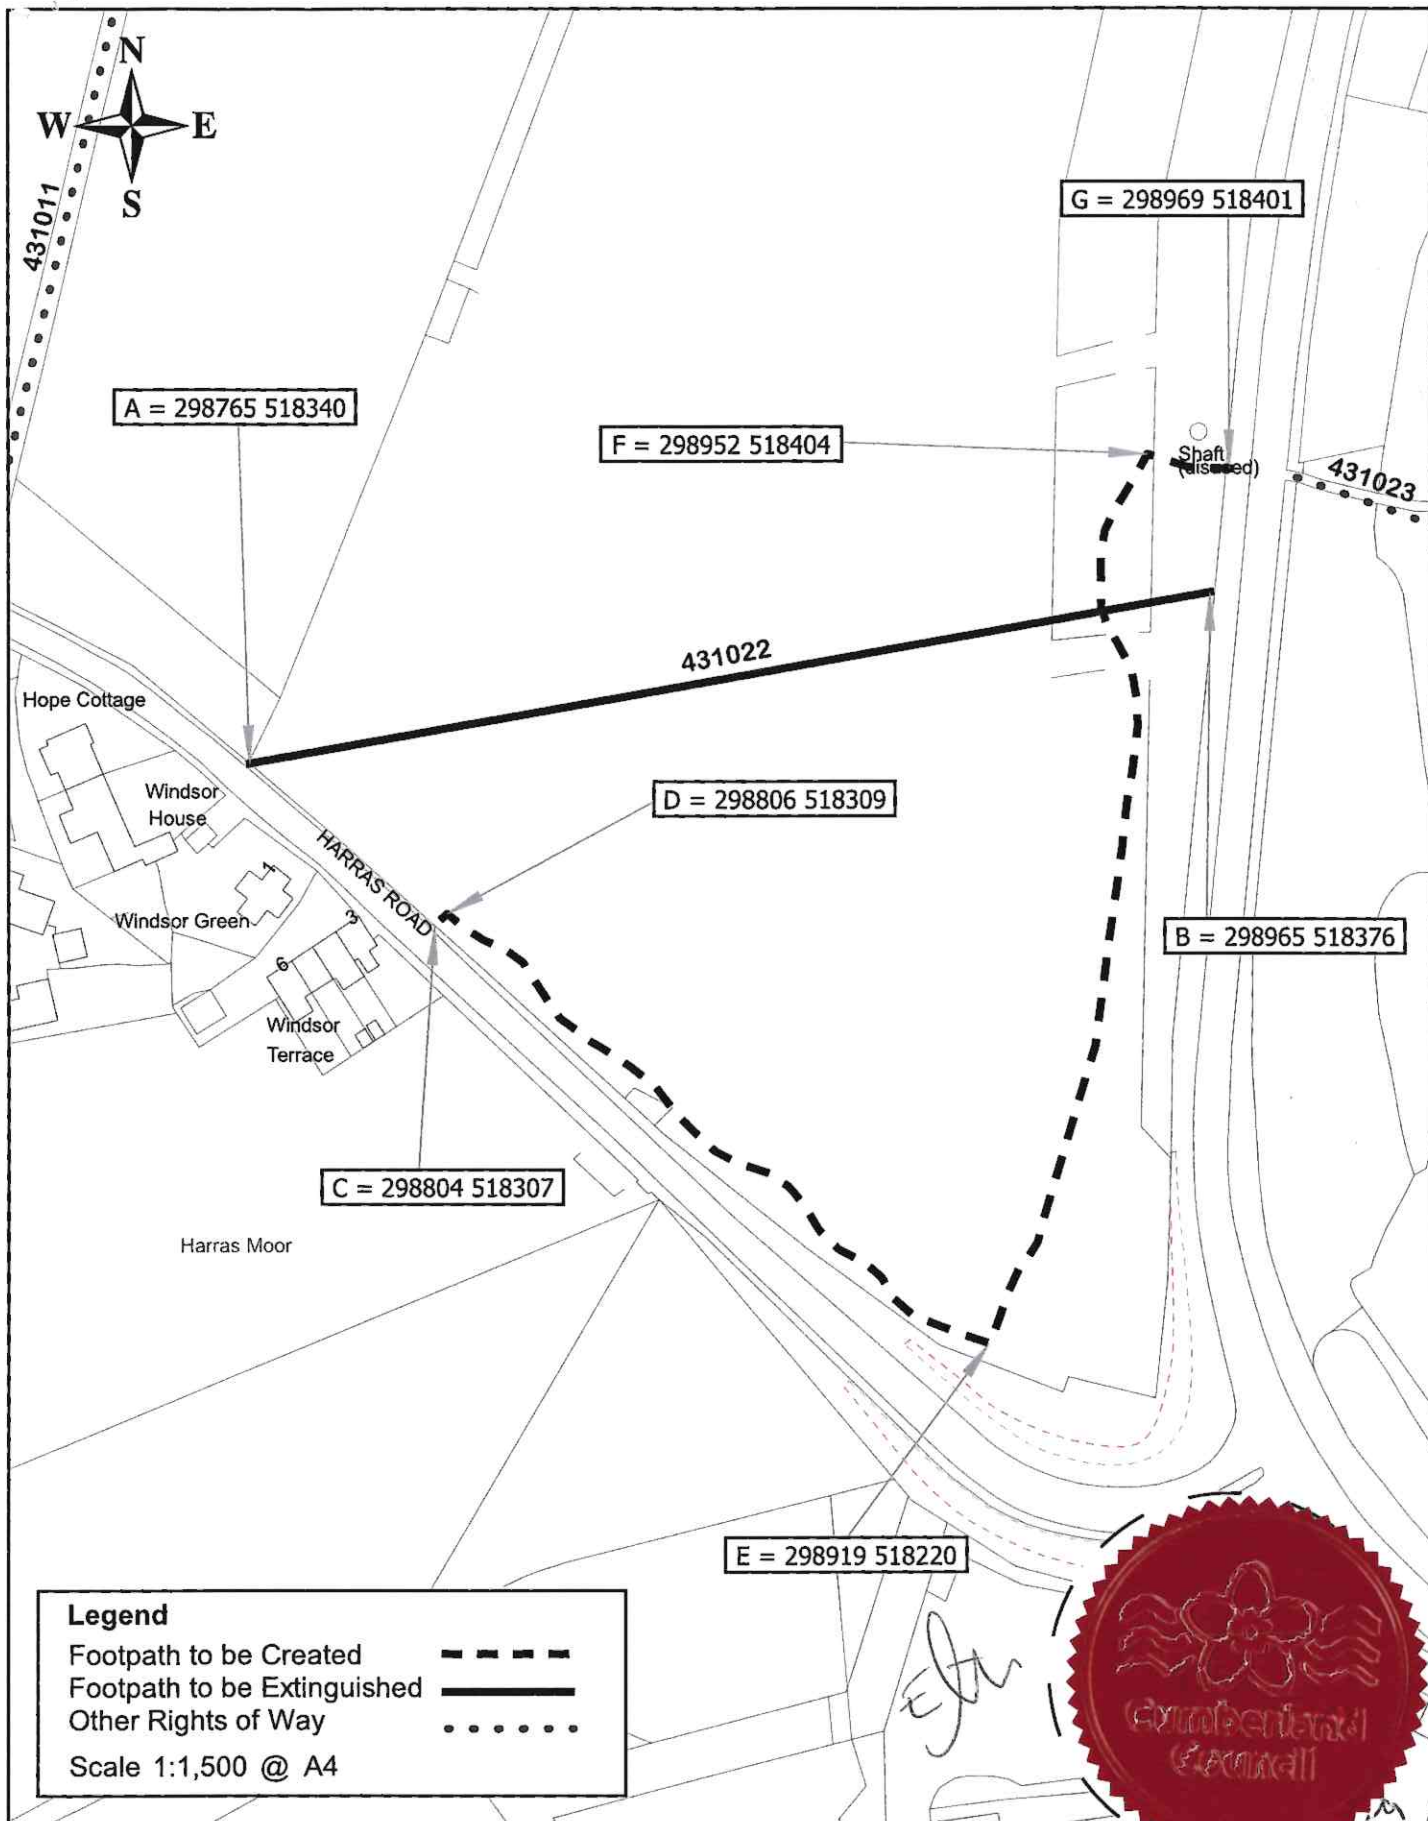 N
W E
S
431011
G = 298969 518401
A = 298765 518340
F = 298952 518404
Shaft
(disused)
431023
431022
Hope Cottage
Windsor
House
D = 298806 518309
HARRAS ROAD
1
Windsor Green
3
6
B = 298965 518376
Windsor
Terrace
C = 298804 518307
Harras Moor
E = 298919 518220
Legend
Footpath to be Created
Footpath to be Extinguished
Other Rights of Way
Scale 1:1,500 @ A4
Cumberland
Council